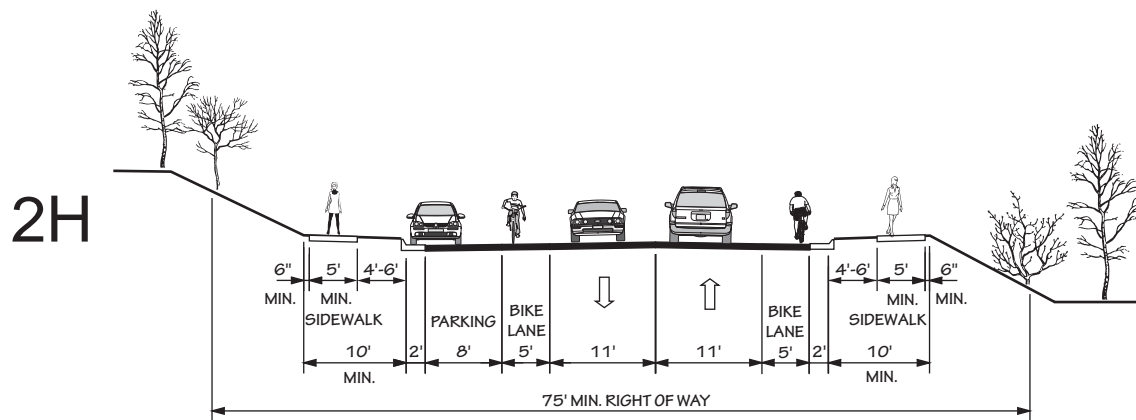 2H
6" 5' 4'-6' 4'-6' 5' 6"
MIN. MIN. MIN. MIN.
SIDEWALK PARKING BIKE LANE BIKE LANE SIDEWALK
10' 2' 8' 5' 11' 11' 5' 2' 10'
MIN. MIN.
75' MIN. RIGHT OF WAY